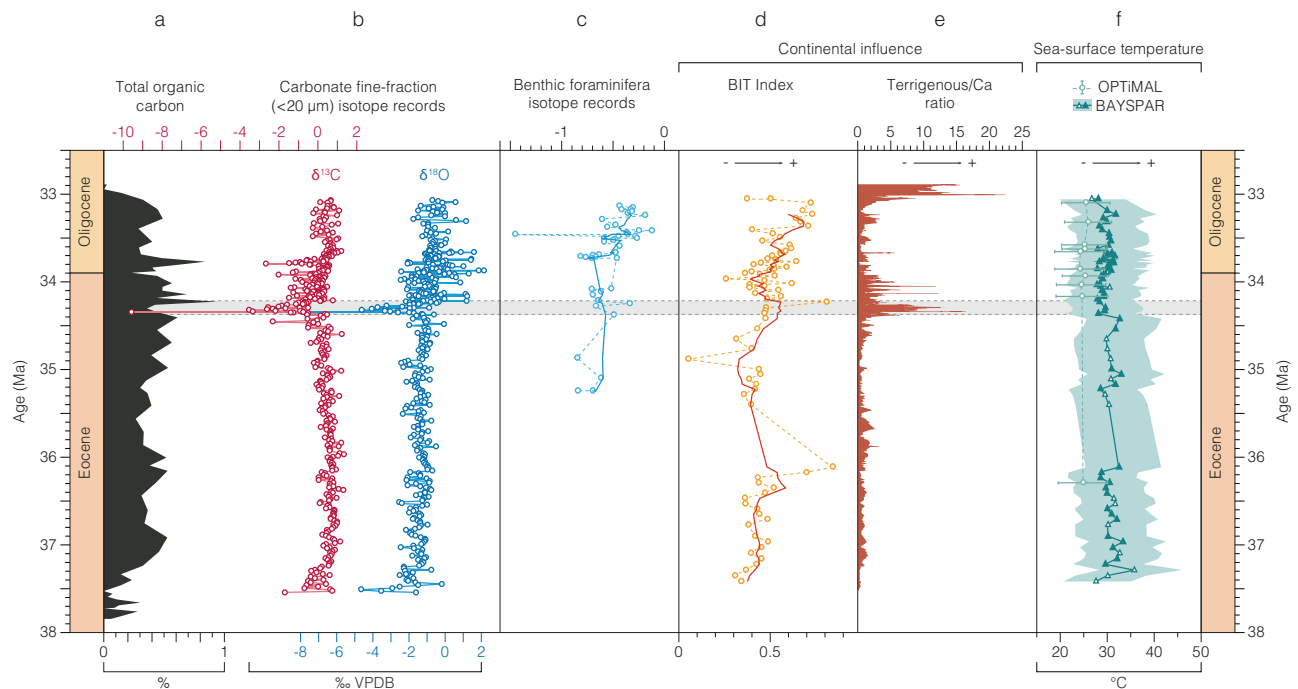 a b c d e f
Continental influence Sea-surface temperature
Total organic
carbon
Carbonate fine-fraction
(<20 µm) isotope records
Benthic foraminifera
isotope records
BIT Index
Terrigenous/Ca
ratio
OPTiMAL
BAYSPAR
-10 -8 -6 -4 -2 0 2
-1 0
0 5 10 15 20 25
- +
- +
- +
δ13C δ18O
Oligocene
Eocene
Age (Ma)
33
34
35
36
37
38
Oligocene
Eocene
Age (Ma)
33
34
35
36
37
38
0 1
-8 -6 -4 -2 0 2
0 0.5
20 30 40 50
% ‰ VPDB °C